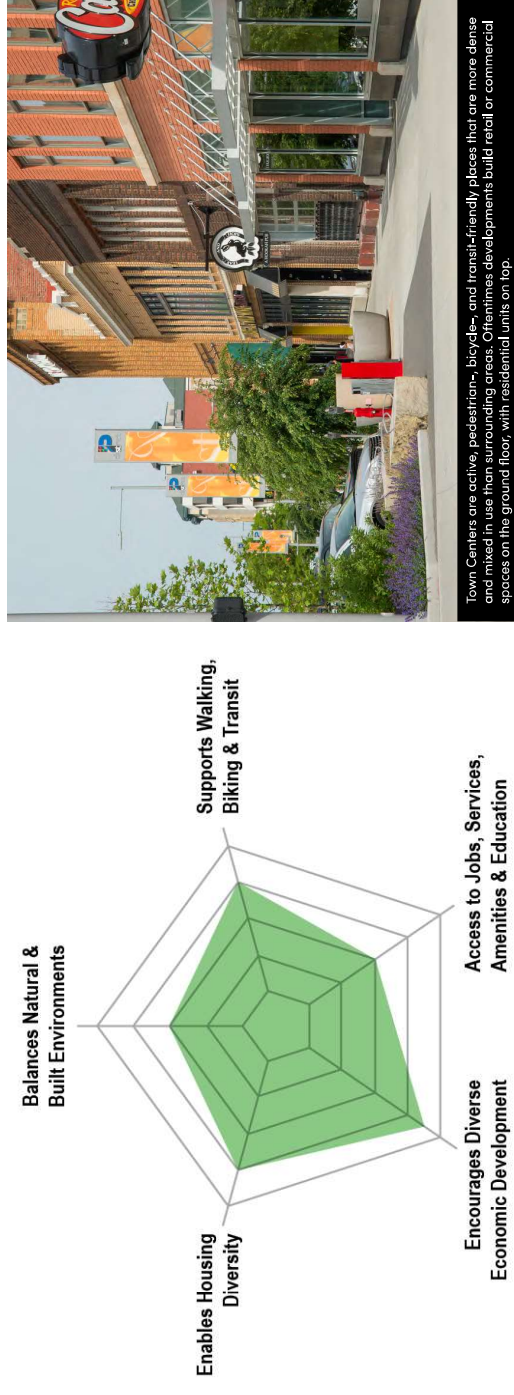 Balances Natural &
Built Environments
Supports Walking,
Biking & Transit
Access to Jobs, Services,
Amenities & Education
Encourages Diverse
Economic Development
Enables Housing
Diversity
Town Centers are active, pedestrian-, bicycle-, and transit-friendly places that are more dense
and mixed in use than surrounding areas. Oftentimes developments build retail or commercial
spaces on the ground floor, with residential units on top.